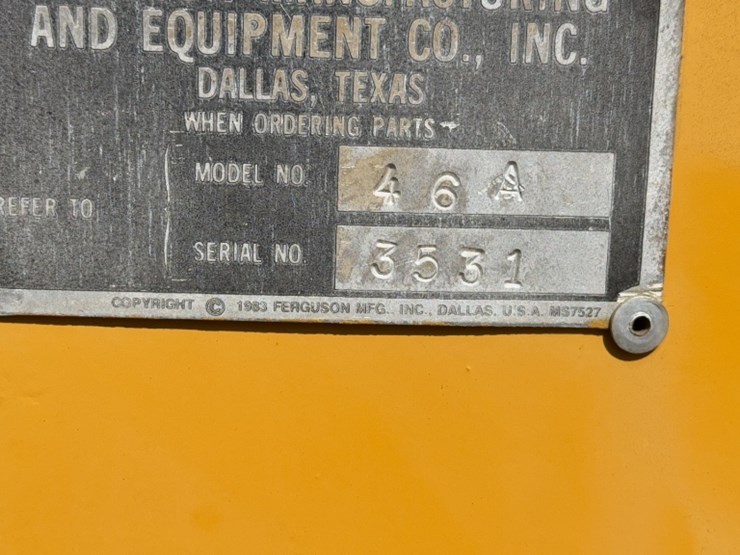 MANUFACTURING
AND EQUIPMENT CO., INC.
DALLAS, TEXAS
WHEN ORDERING PARTS
REFER TO
MODEL NO. 46A
SERIAL NO. 3531
COPYRIGHT © 1983 FERGUSON MFG., INC., DALLAS, U.S.A. MS7527